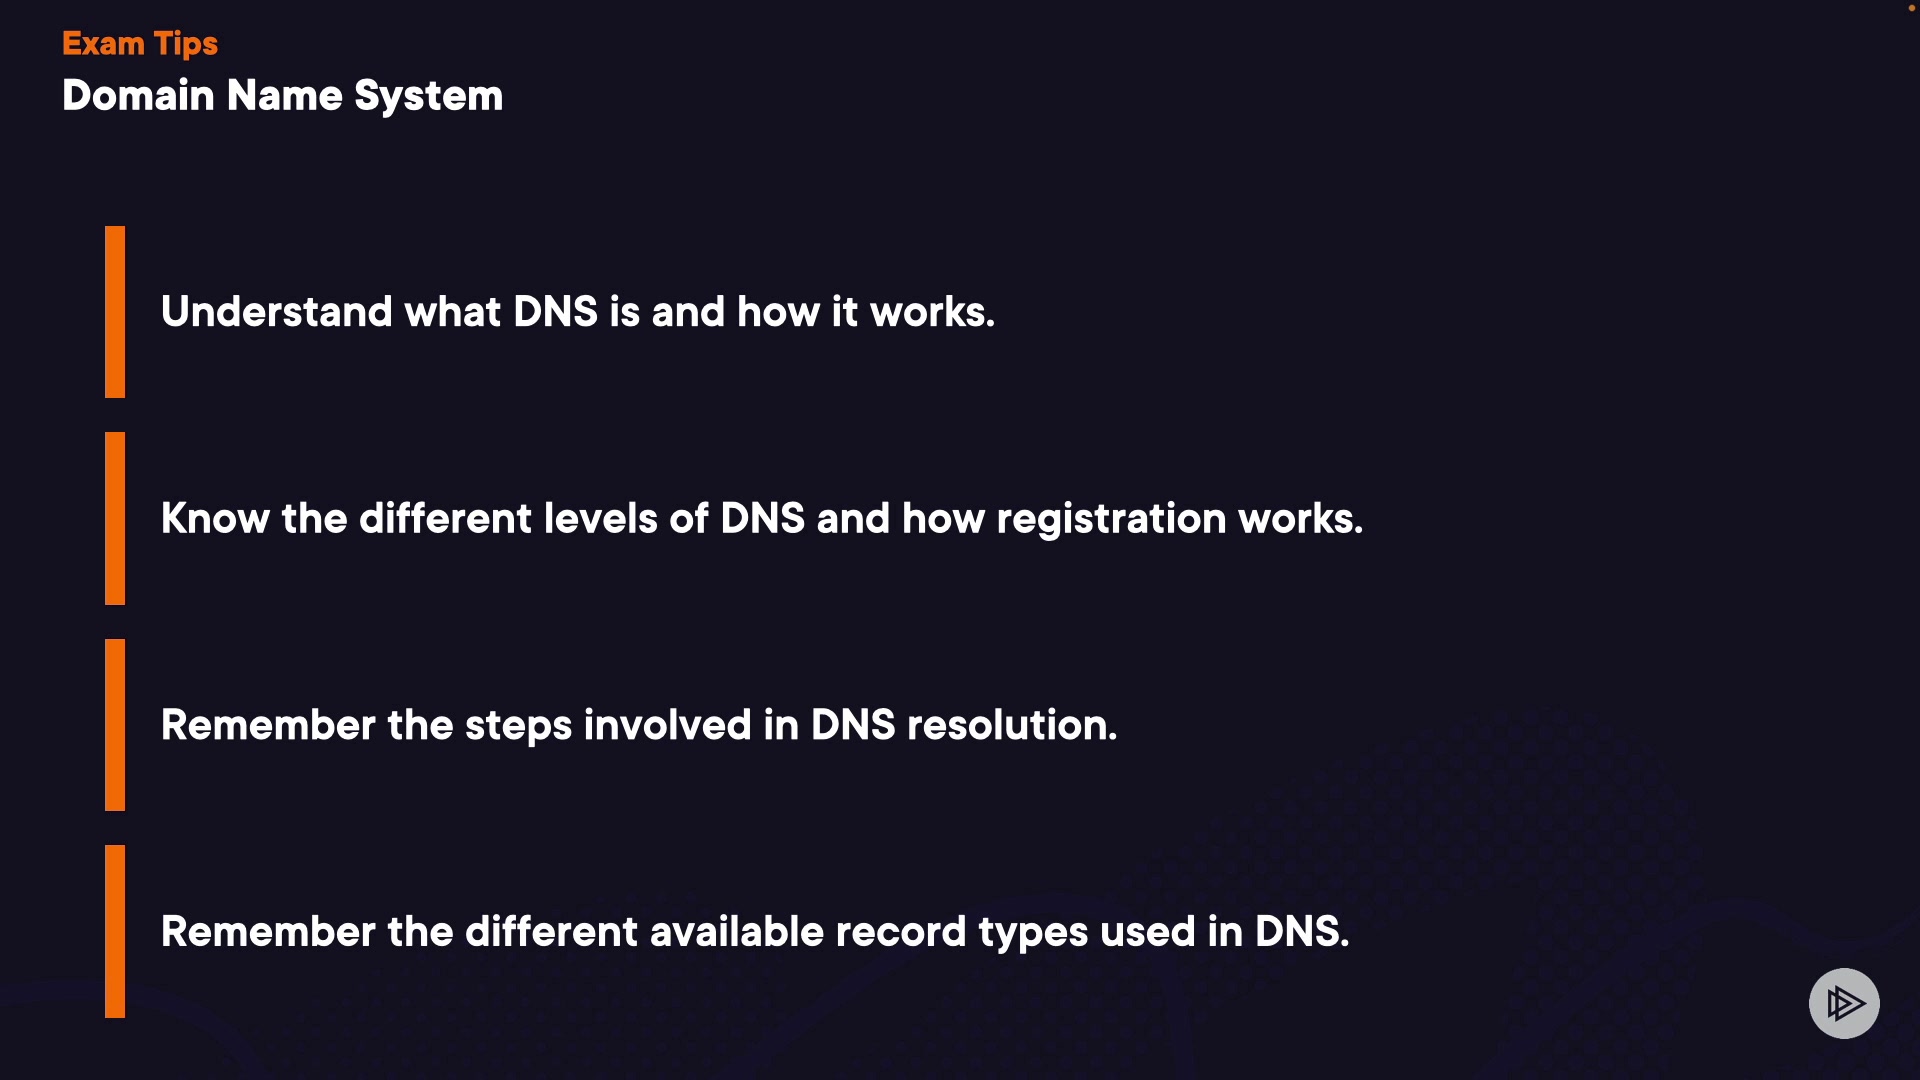 Exam Tips
Domain Name System
Understand what DNS is and how it works.
Know the different levels of DNS and how registration works.
Remember the steps involved in DNS resolution.
Remember the different available record types used in DNS.